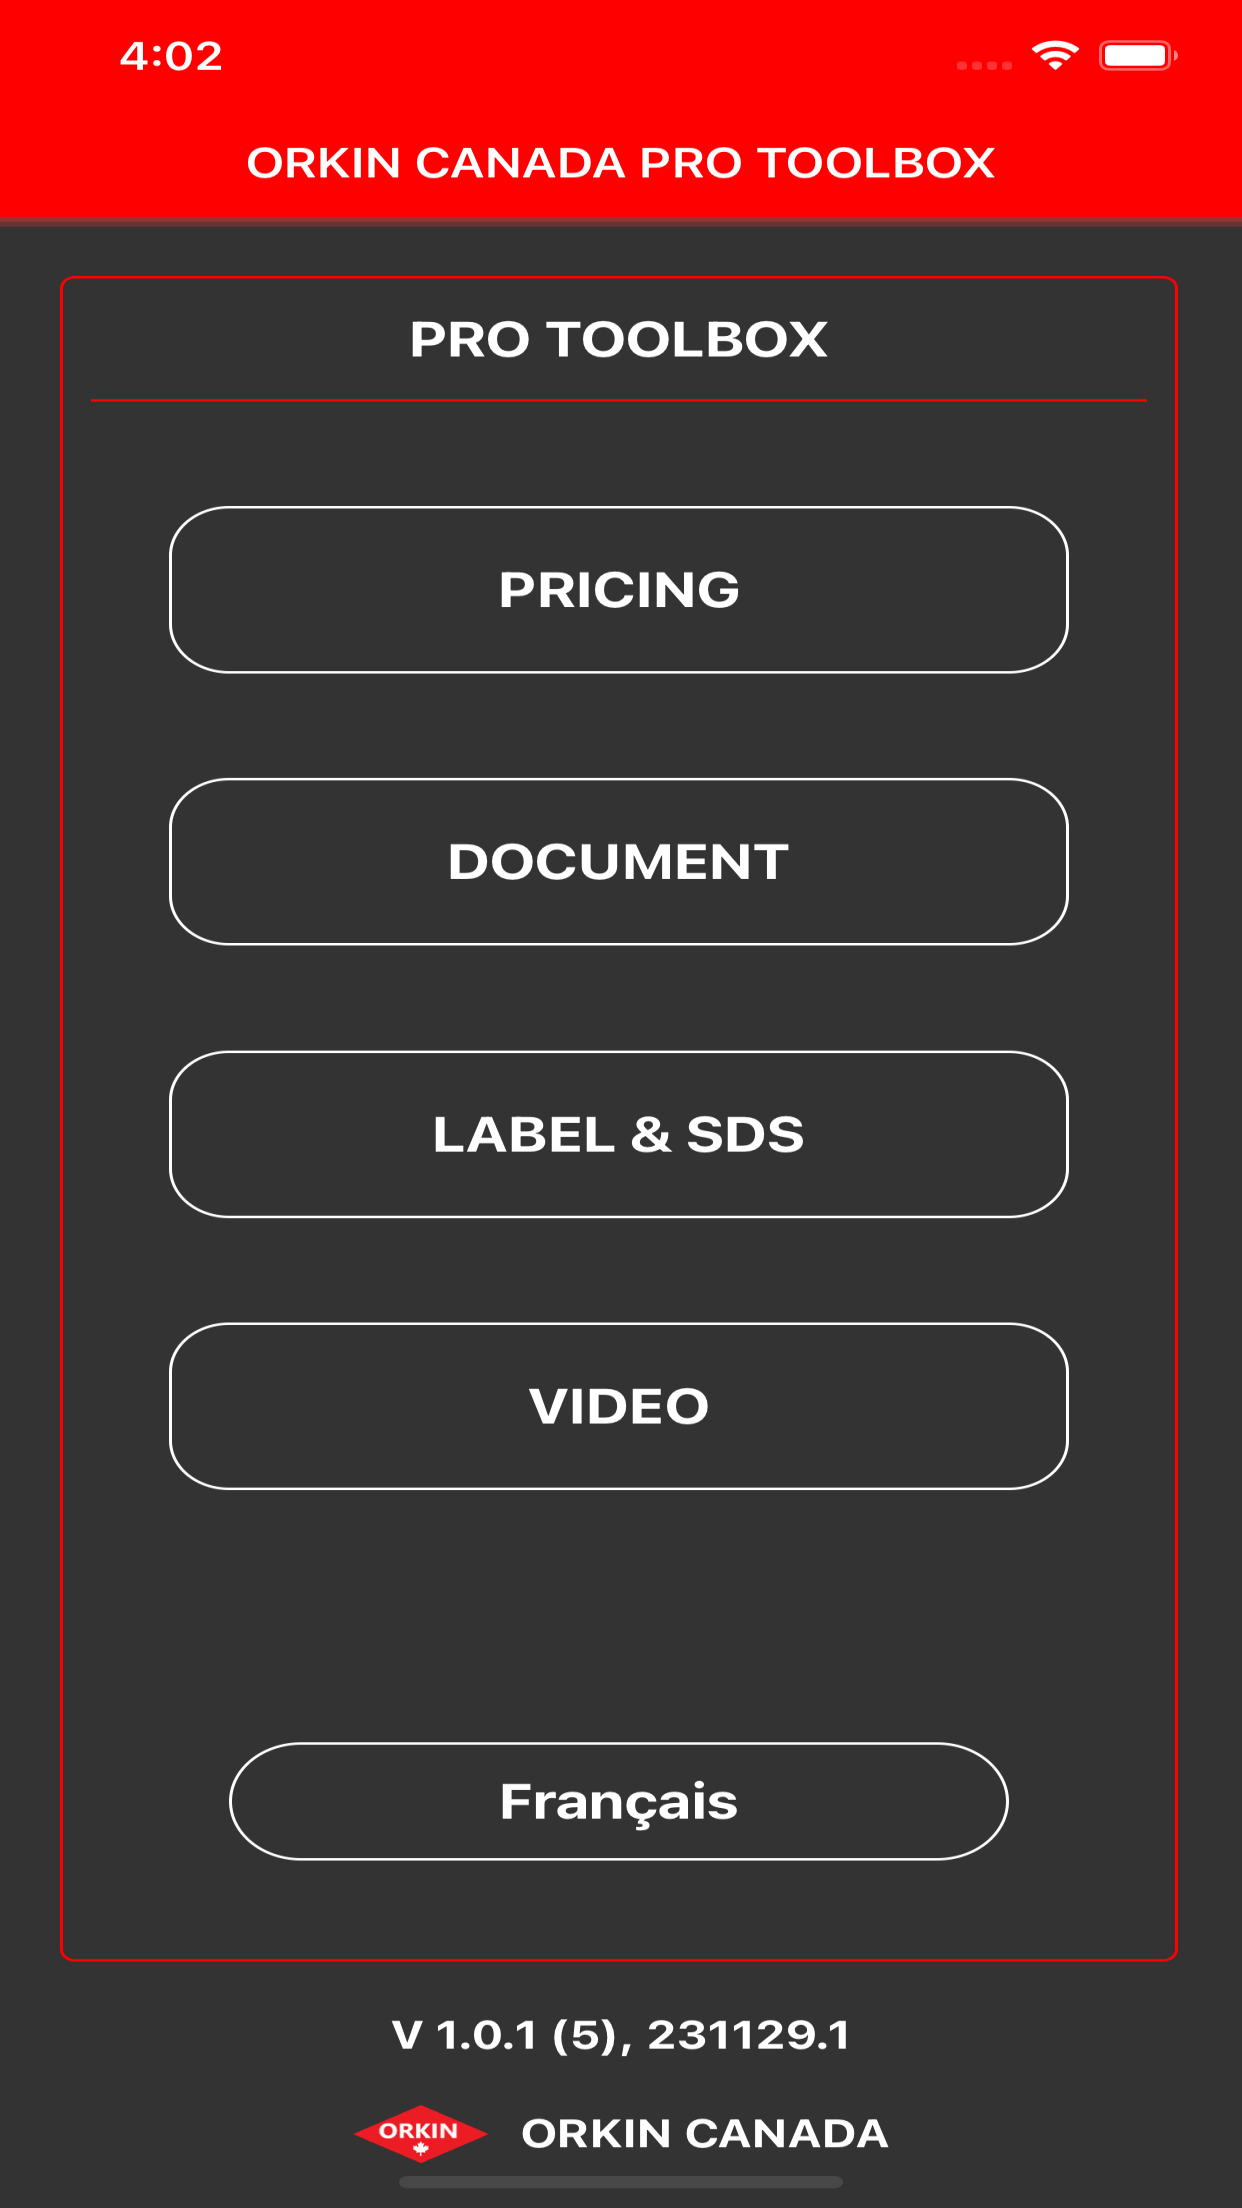 4:02
ORKIN CANADA PRO TOOLBOX
PRO TOOLBOX
PRICING
DOCUMENT
LABEL & SDS
VIDEO
Français
V 1.0.1 (5), 231129.1
ORKIN
ORKIN CANADA